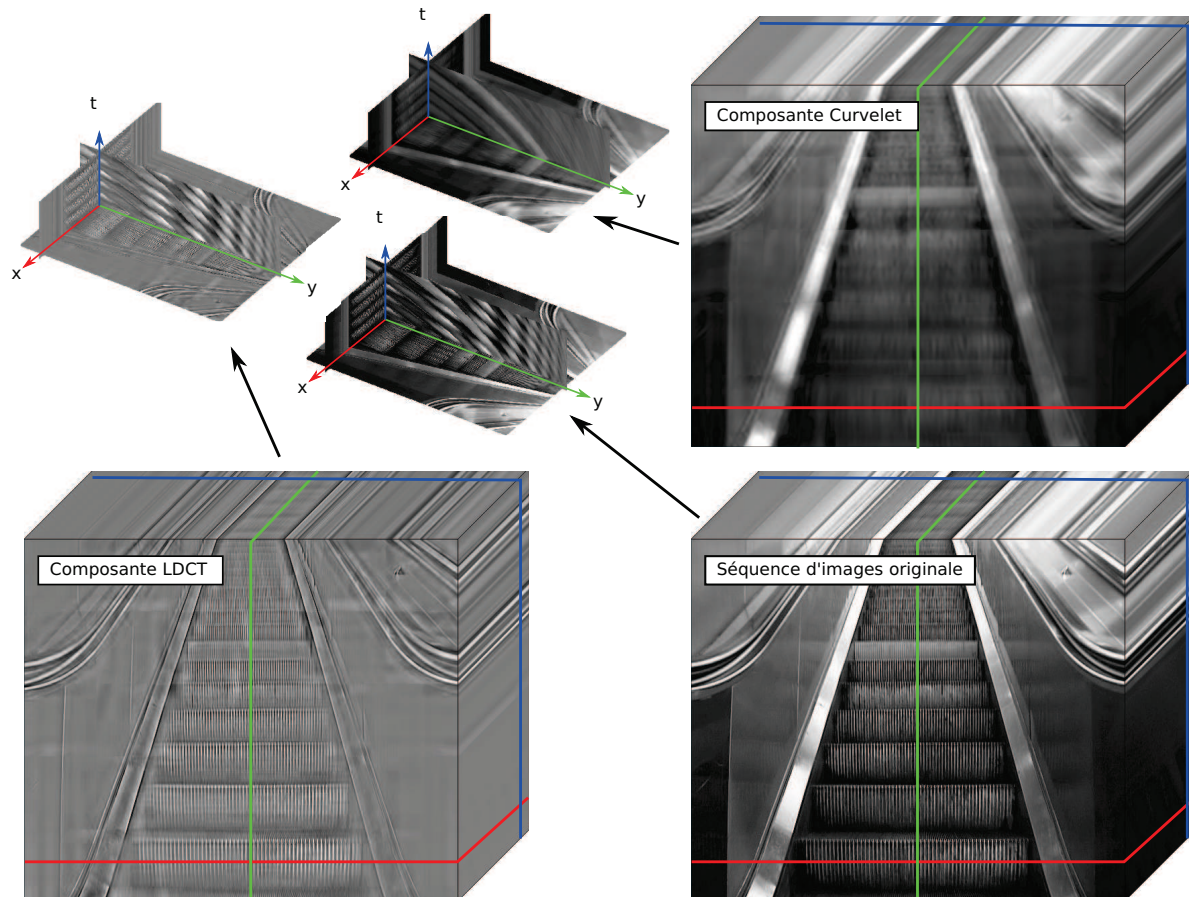 t
t
Composante Curvelet
x
y
t
x
y
x
y
Composante LDCT
Séquence d'images originale